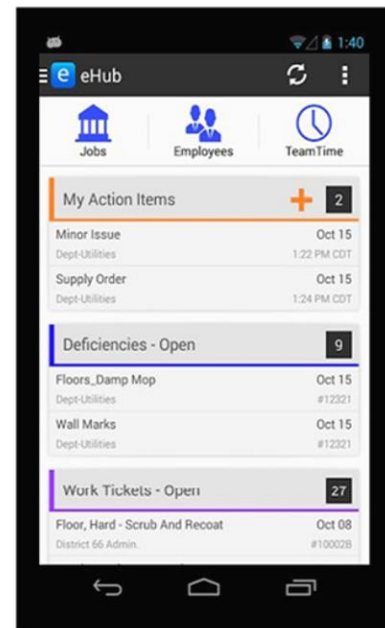 1:40
e eHub
Jobs Employees TeamTime
My Action Items + 2
Minor Issue Oct 15
Dept-Utilities 1:22 PM CDT
Supply Order Oct 15
Dept-Utilities 1:24 PM CDT
Deficiencies - Open 9
Floors_Damp Mop Oct 15
Dept-Utilities #12321
Wall Marks Oct 15
Dept-Utilities #12321
Work Tickets - Open 27
Floor, Hard - Scrub And Recoat Oct 08
District 66 Admin. #10002B